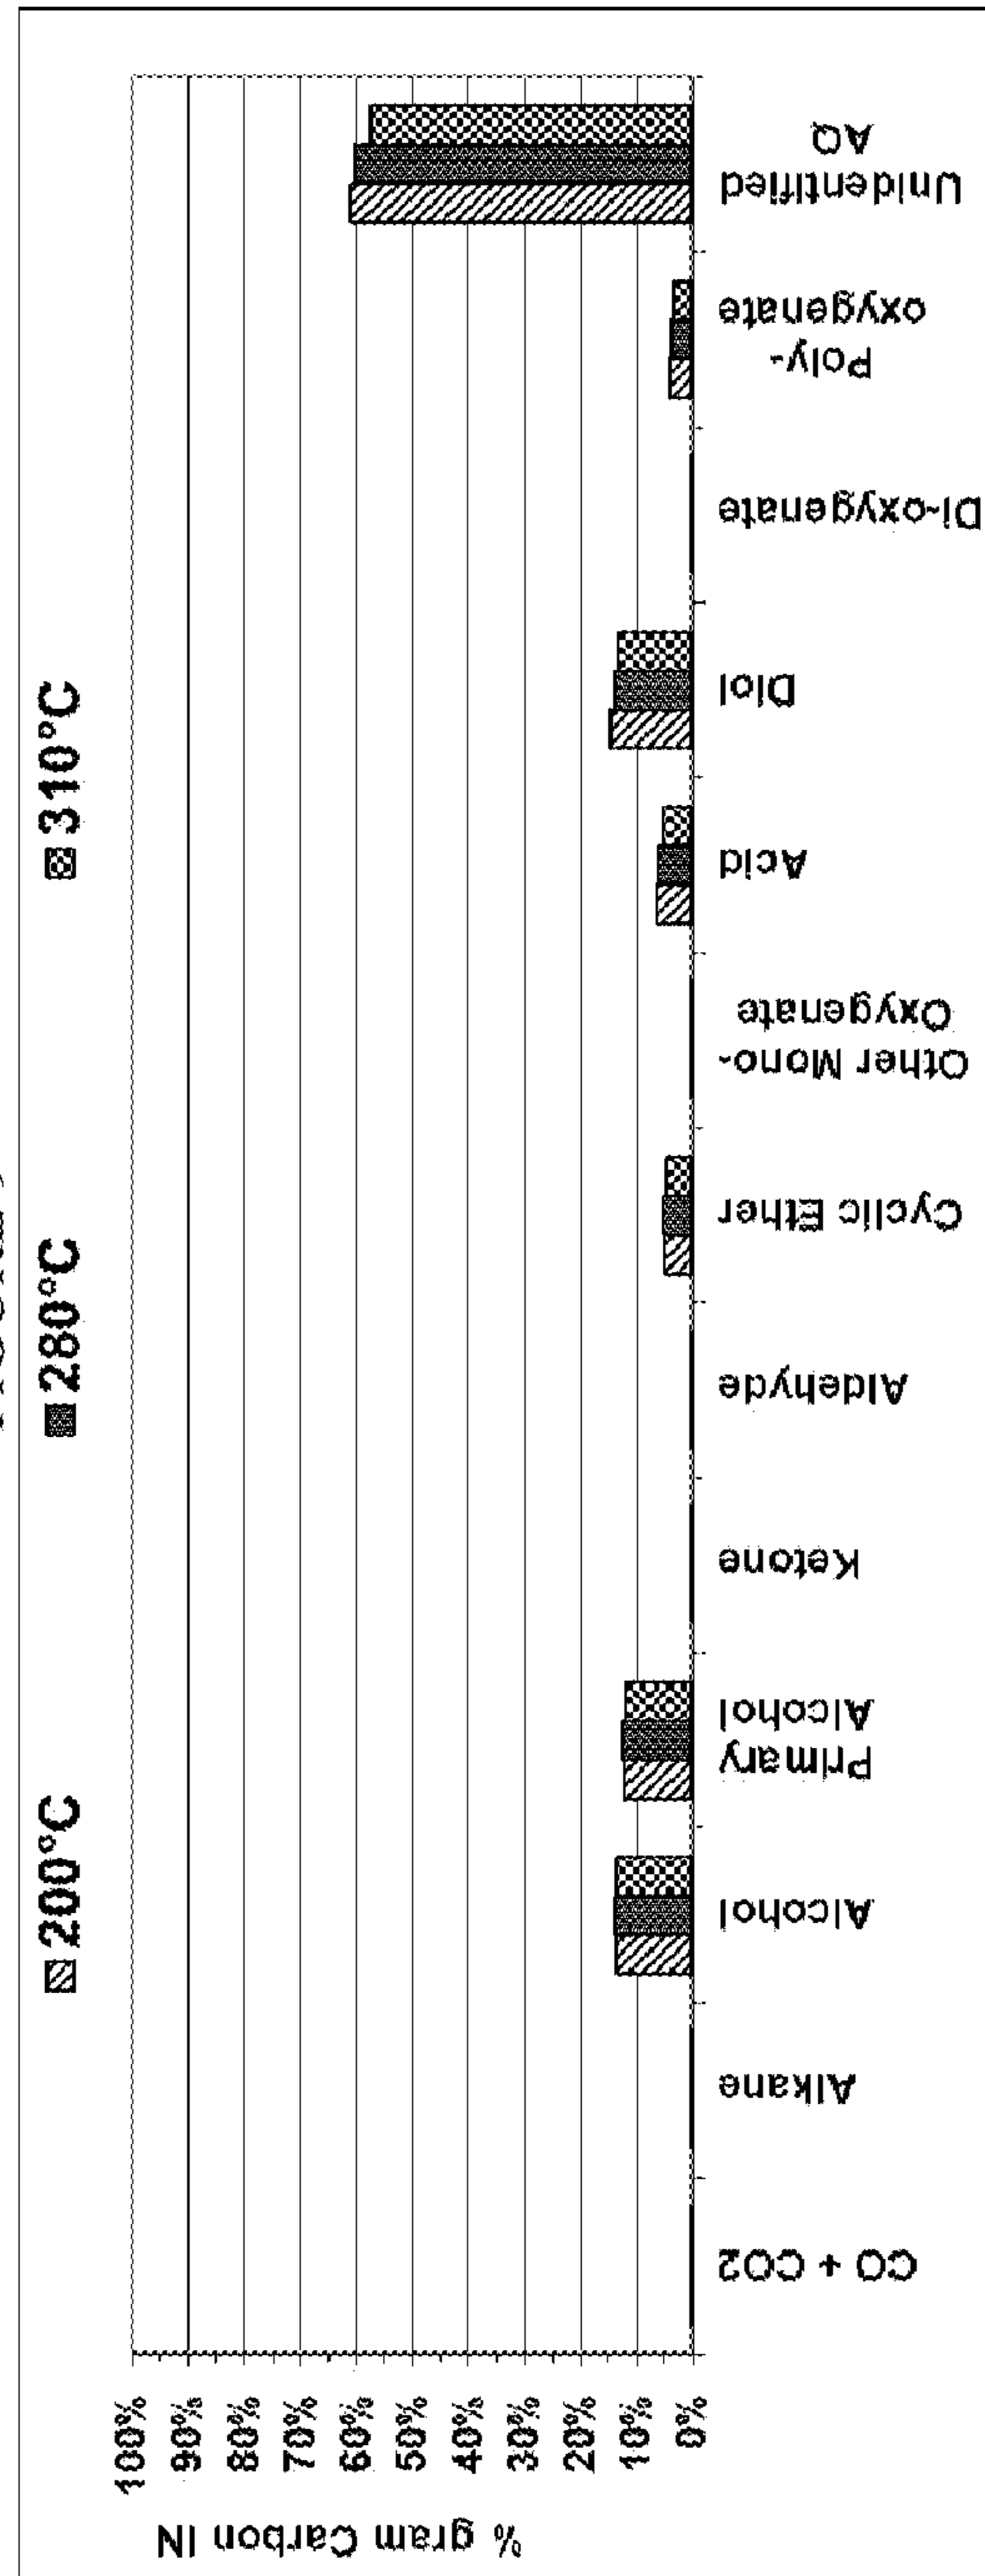 200°C 280°C 310°C
% gram Carbon IN
100%
90%
80%
70%
60%
50%
40%
30%
20%
10%
0%
CO + CO2
Alkane
Alcohol
Primary
Alcohol
Ketone
Aldehyde
Cyclic Ether
Other Mono-
Oxygenate
Acid
Diol
Di-oxygenate
Poly-
oxygenate
Unidentified
AQ